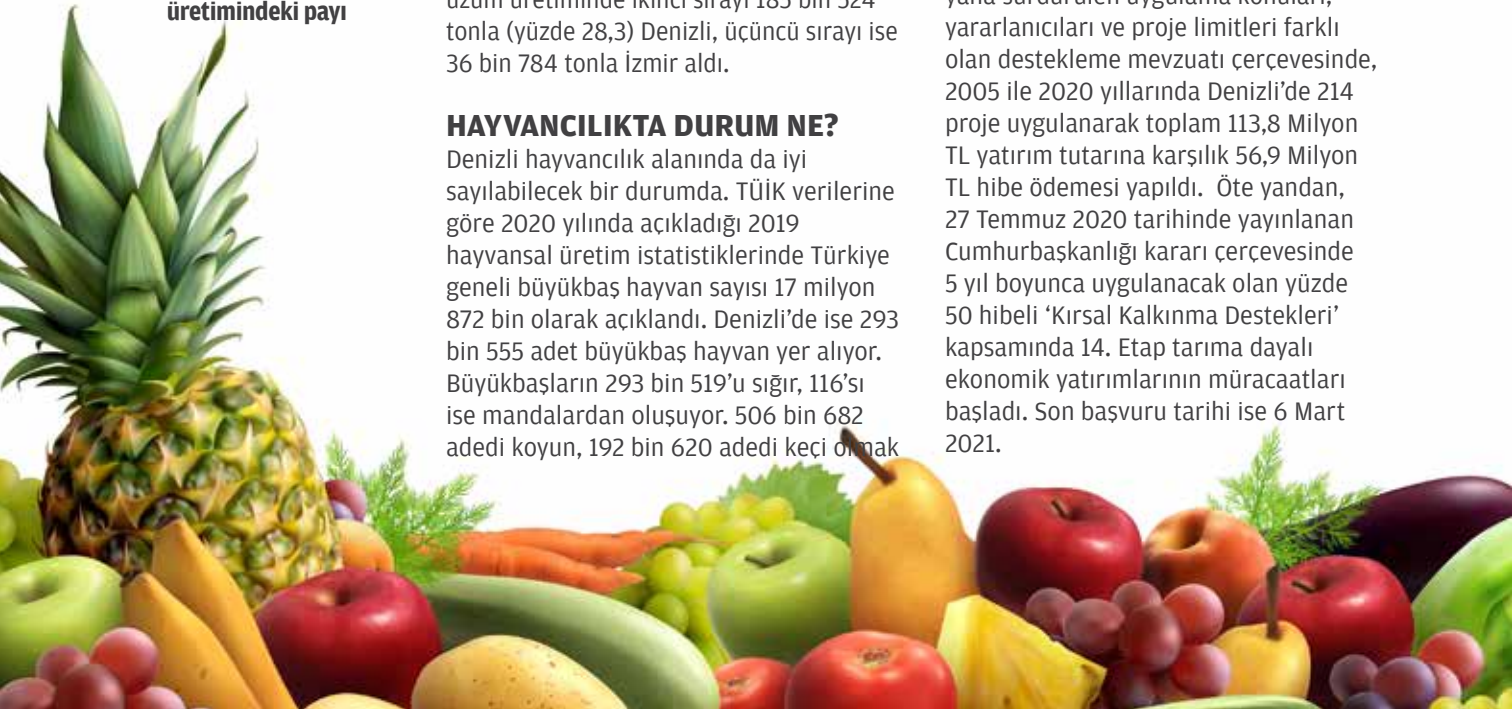 üretimindeki payı
üzüm üretiminde ikinci sırayı 185 bin 524
tonla (yüzde 28,3) Denizli, üçüncü sırayı ise
36 bin 784 tonla İzmir aldı.
HAYVANCILIKTA DURUM NE?
Denizli hayvancılık alanında da iyi
sayılabilecek bir durumda. TÜİK verilerine
göre 2020 yılında açıkladığı 2019
hayvansal üretim istatistiklerinde Türkiye
geneli büyükbaş hayvan sayısı 17 milyon
872 bin olarak açıklandı. Denizli’de ise 293
bin 555 adet büyükbaş hayvan yer alıyor.
Büyükbaşların 293 bin 519’u sığır, 116’sı
ise mandalardan oluşuyor. 506 bin 682
adedi koyun, 192 bin 620 adedi keçi olmak
yana sürdürülen uygulama konuları,
yararlanıcıları ve proje limitleri farklı
olan destekleme mevzuatı çerçevesinde,
2005 ile 2020 yıllarında Denizli’de 214
proje uygulanarak toplam 113,8 Milyon
TL yatırım tutarına karşılık 56,9 Milyon
TL hibe ödemesi yapıldı. Öte yandan,
27 Temmuz 2020 tarihinde yayınlanan
Cumhurbaşkanlığı kararı çerçevesinde
5 yıl boyunca uygulanacak olan yüzde
50 hibeli ‘Kırsal Kalkınma Destekleri’
kapsamında 14. Etap tarıma dayalı
ekonomik yatırımlarının müracaatları
başladı. Son başvuru tarihi ise 6 Mart
2021.